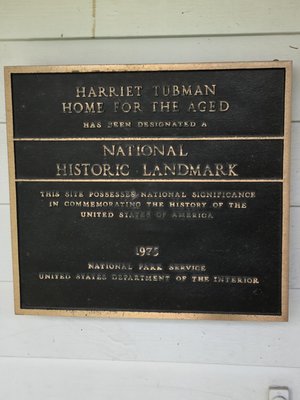 HARRIET TUBMAN
HOME FOR THE AGED
HAS BEEN DESIGNATED A
NATIONAL
HISTORIC LANDMARK
THIS SITE POSSESSES NATIONAL SIGNIFICANCE
IN COMMEMORATING THE HISTORY OF THE
UNITED STATES OF AMERICA
1975
NATIONAL PARK SERVICE
UNITED STATES DEPARTMENT OF THE INTERIOR